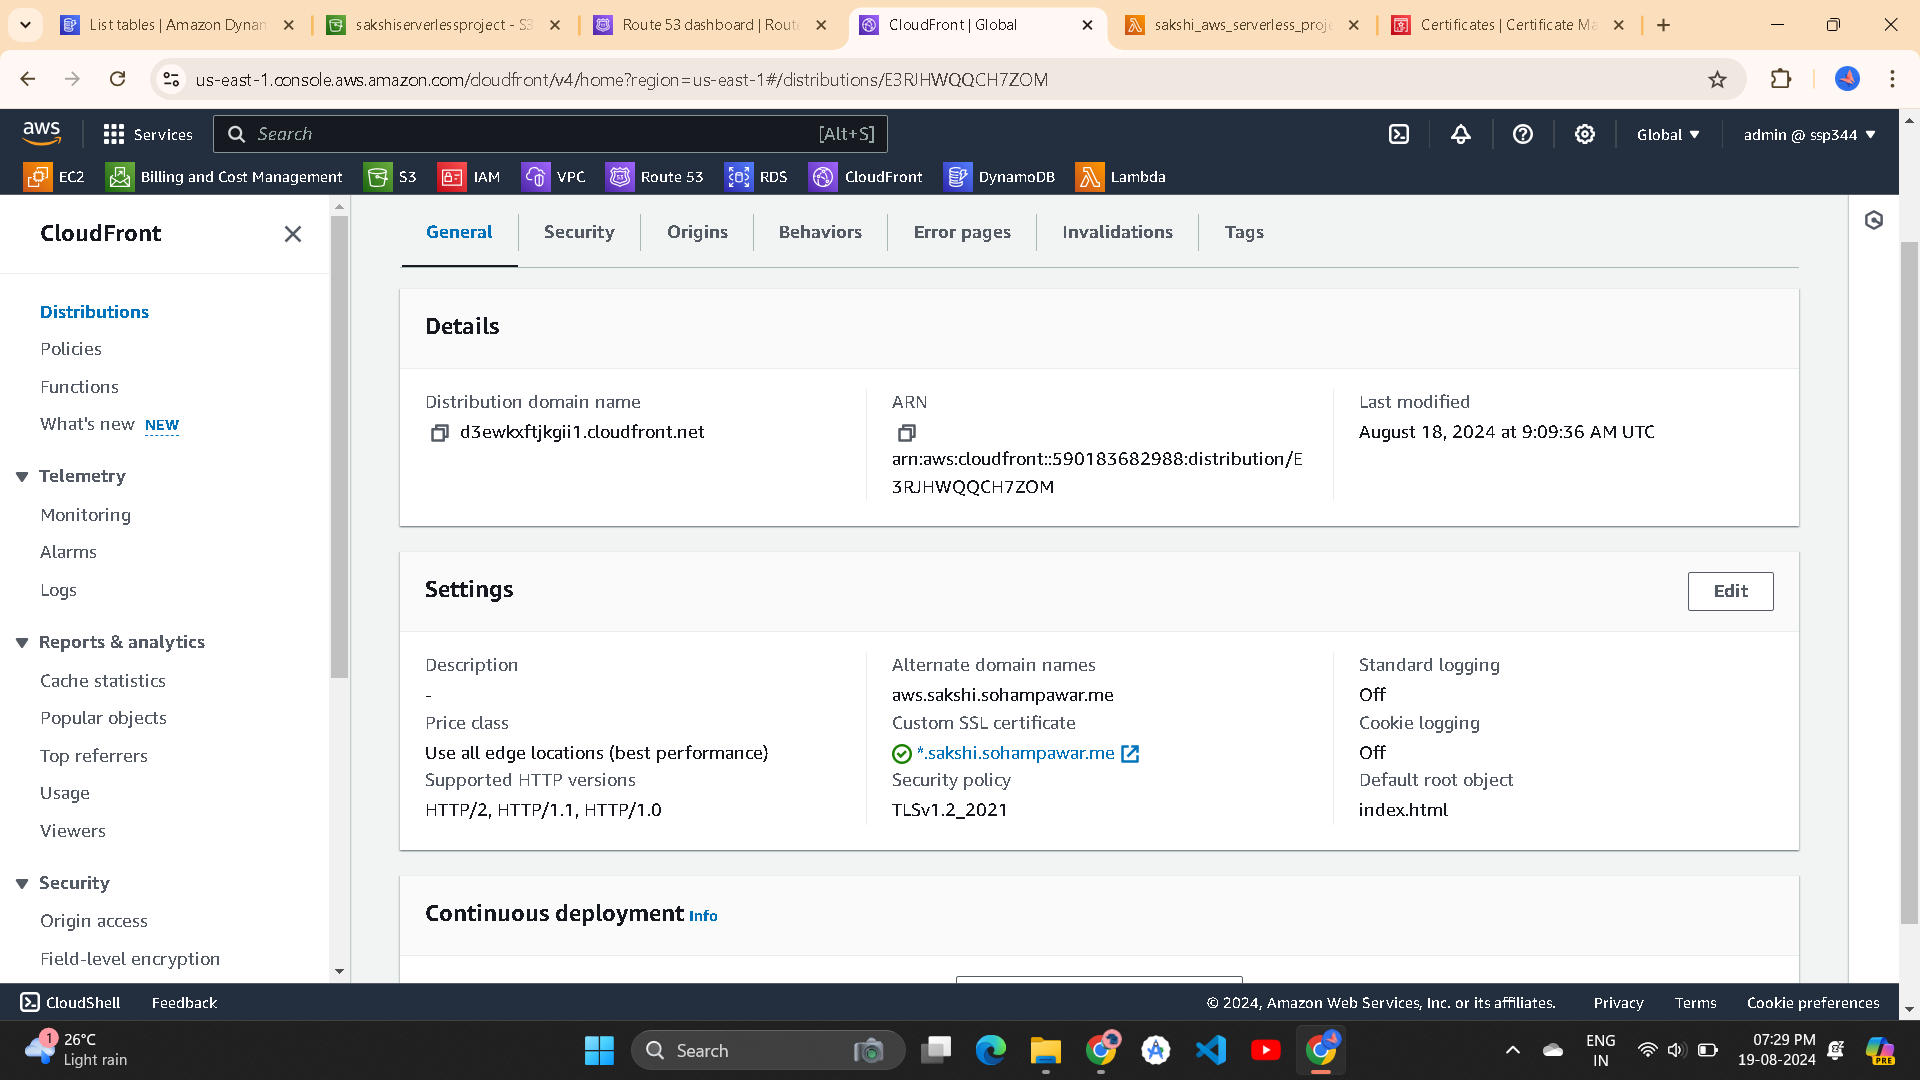 List tables | Amazon Dynan
sakshiserverlessproject - S3
Route 53 dashboard | Route
CloudFront | Global
sakshi_aws_serverless_proje
Certificates | Certificate Ma
us-east-1.console.aws.amazon.com/cloudfront/v4/home?region=us-east-1#/distributions/E3RJHWQQCH7ZOM
aws
Services
Search
[Alt+S]
Global
admin @ ssp344
EC2
Billing and Cost Management
S3
IAM
VPC
Route 53
RDS
CloudFront
DynamoDB
Lambda
CloudFront
Distributions
Policies
Functions
What's new NEW
Telemetry
Monitoring
Alarms
Logs
Reports & analytics
Cache statistics
Popular objects
Top referrers
Usage
Viewers
Security
Origin access
Field-level encryption
General
Security
Origins
Behaviors
Error pages
Invalidations
Tags
Details
Distribution domain name
d3ewkxftjkgii1.cloudfront.net
ARN
arn:aws:cloudfront::590183682988:distribution/E
3RJHWQQCH7ZOM
Last modified
August 18, 2024 at 9:09:36 AM UTC
Settings
Edit
Description
-
Price class
Use all edge locations (best performance)
Supported HTTP versions
HTTP/2, HTTP/1.1, HTTP/1.0
Alternate domain names
aws.sakshi.sohampawar.me
Custom SSL certificate
*.sakshi.sohampawar.me
Security policy
TLSv1.2_2021
Standard logging
Off
Cookie logging
Off
Default root object
index.html
Continuous deployment Info
CloudShell
Feedback
© 2024, Amazon Web Services, Inc. or its affiliates.
Privacy
Terms
Cookie preferences
1
26°C
Light rain
Search
ENG
IN
07:29 PM
19-08-2024
PRE